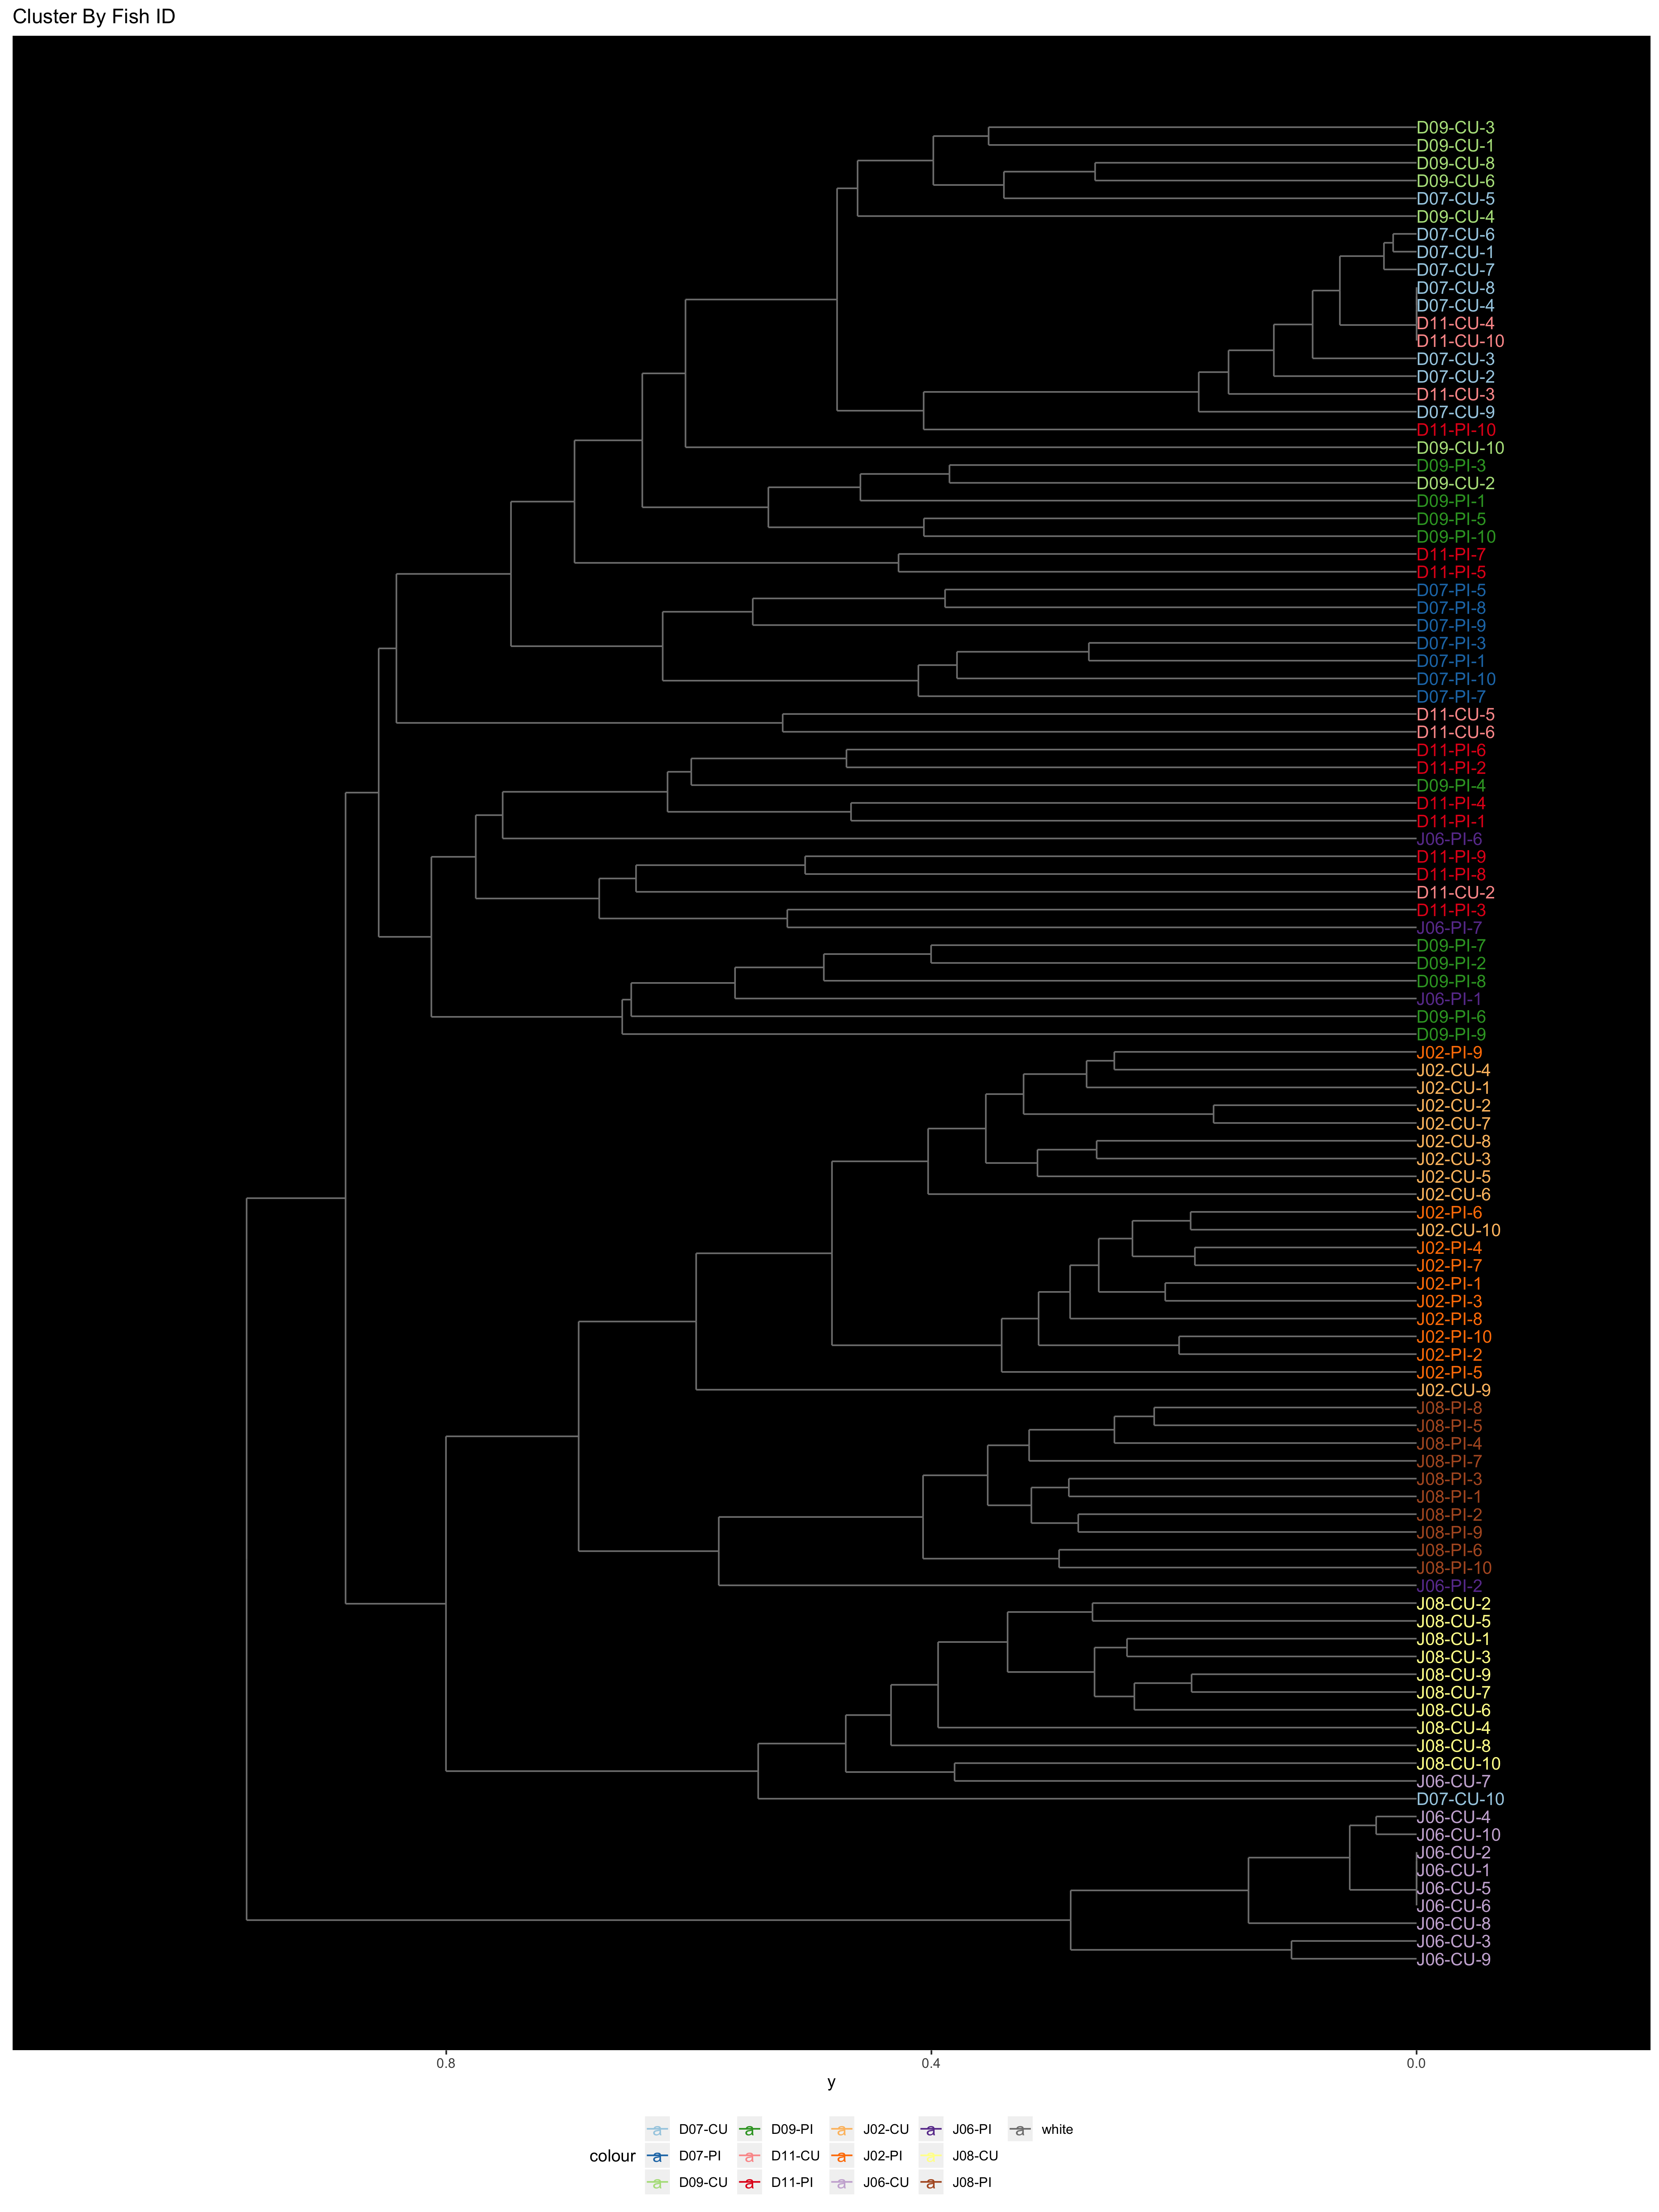 Cluster By Fish ID
D09-CU-3
D09-CU-1
D09-CU-8
D09-CU-6
D07-CU-5
D09-CU-4
D07-CU-6
D07-CU-1
D07-CU-7
D07-CU-8
D07-CU-4
D11-CU-4
D11-CU-10
D07-CU-3
D07-CU-2
D11-CU-3
D07-CU-9
D11-PI-10
D09-CU-10
D09-PI-3
D09-CU-2
D09-PI-1
D09-PI-5
D09-PI-10
D11-PI-7
D11-PI-5
D07-PI-5
D07-PI-8
D07-PI-9
D07-PI-3
D07-PI-1
D07-PI-10
D07-PI-7
D11-CU-5
D11-CU-6
D11-PI-6
D11-PI-2
D09-PI-4
D11-PI-4
D11-PI-1
J06-PI-6
D11-PI-9
D11-PI-8
D11-CU-2
D11-PI-3
J06-PI-7
D09-PI-7
D09-PI-2
D09-PI-8
J06-PI-1
D09-PI-6
D09-PI-9
J02-PI-9
J02-CU-4
J02-CU-1
J02-CU-2
J02-CU-7
J02-CU-8
J02-CU-3
J02-CU-5
J02-CU-6
J02-PI-6
J02-CU-10
J02-PI-4
J02-PI-7
J02-PI-1
J02-PI-3
J02-PI-8
J02-PI-10
J02-PI-2
J02-PI-5
J02-CU-9
J08-PI-8
J08-PI-5
J08-PI-4
J08-PI-7
J08-PI-3
J08-PI-1
J08-PI-2
J08-PI-9
J08-PI-6
J08-PI-10
J06-PI-2
J08-CU-2
J08-CU-5
J08-CU-1
J08-CU-3
J08-CU-9
J08-CU-7
J08-CU-6
J08-CU-4
J08-CU-8
J08-CU-10
J06-CU-7
D07-CU-10
J06-CU-4
J06-CU-10
J06-CU-2
J06-CU-1
J06-CU-5
J06-CU-6
J06-CU-8
J06-CU-3
J06-CU-9
0.8 0.4 0.0
y
a D07-CU a D09-PI a J02-CU a J06-PI a white
colour a D07-PI a D11-CU a J02-PI a J08-CU
a D09-CU a D11-PI a J06-CU a J08-PI